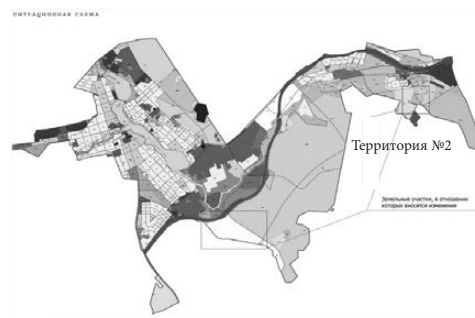 СИТУАЦИОННАЯ СХЕМА
Территория №2
Земельные участки, в отношении
которых вносятся изменения